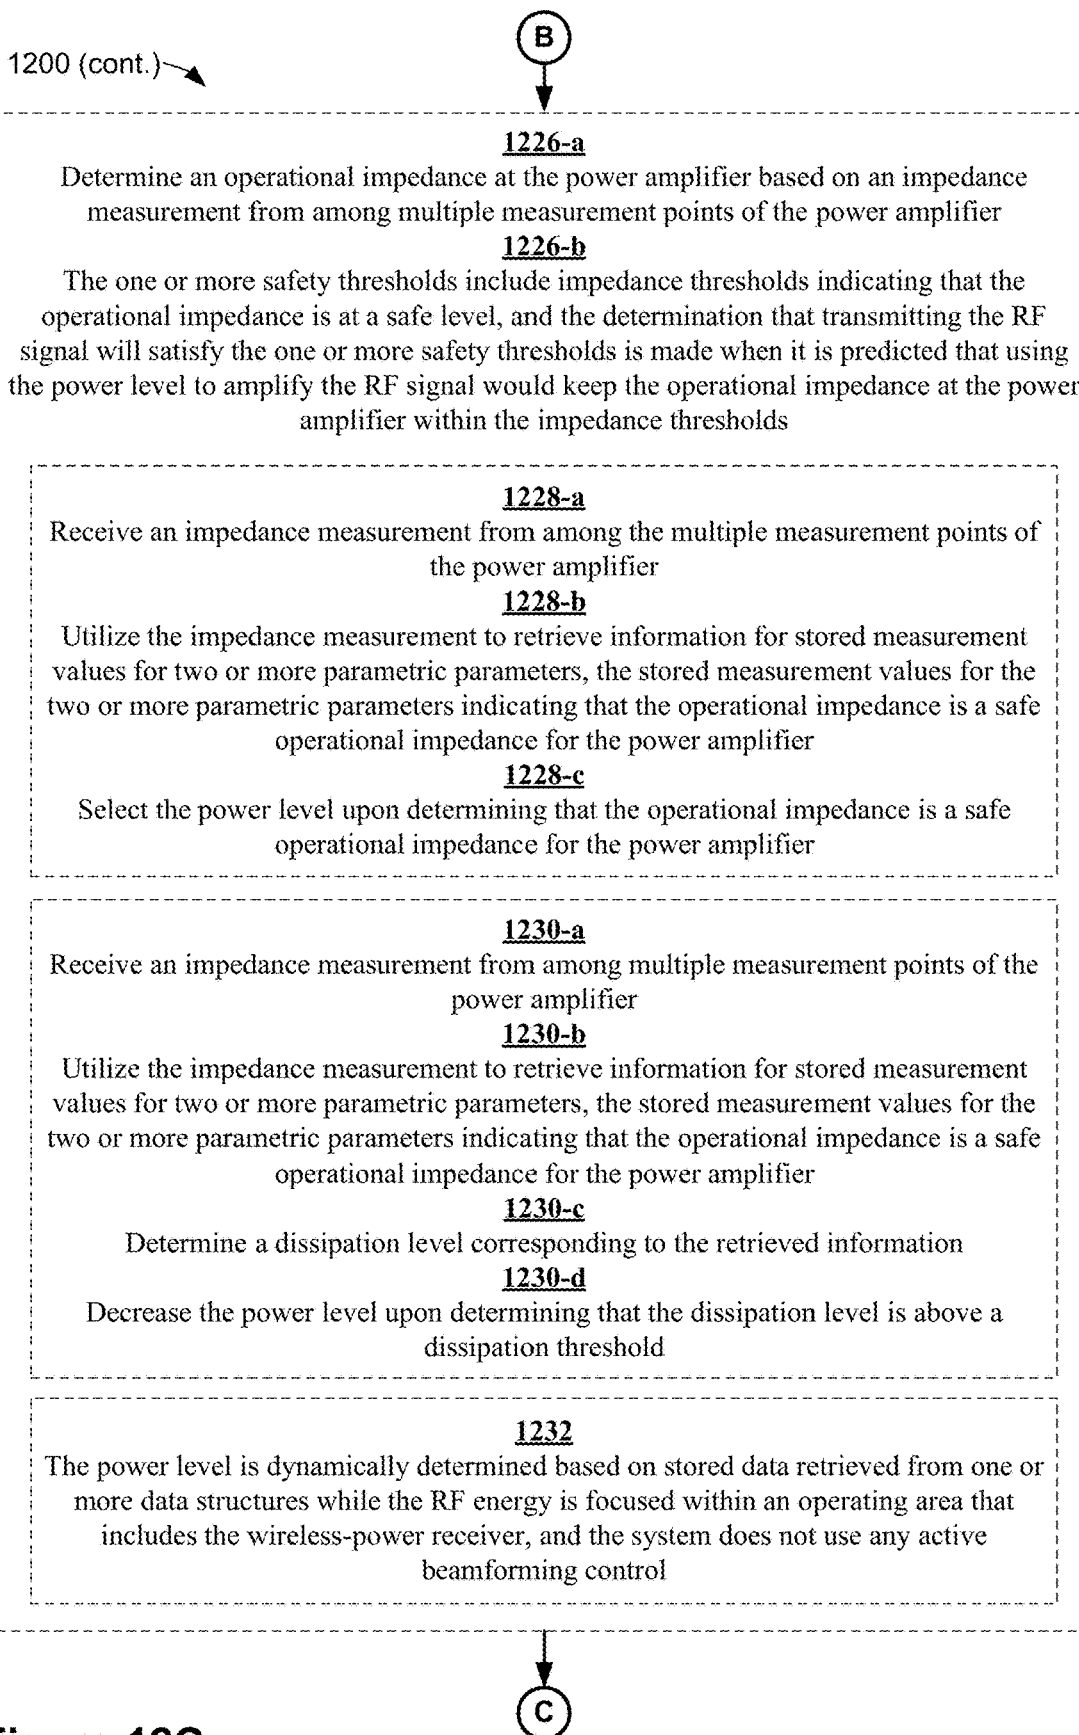 B
1200 (cont.)
1226-a
Determine an operational impedance at the power amplifier based on an impedance
measurement from among multiple measurement points of the power amplifier
1226-b
The one or more safety thresholds include impedance thresholds indicating that the
operational impedance is at a safe level, and the determination that transmitting the RF
signal will satisfy the one or more safety thresholds is made when it is predicted that using
the power level to amplify the RF signal would keep the operational impedance at the power
amplifier within the impedance thresholds
1228-a
Receive an impedance measurement from among the multiple measurement points of
the power amplifier
1228-b
Utilize the impedance measurement to retrieve information for stored measurement
values for two or more parametric parameters, the stored measurement values for the
two or more parametric parameters indicating that the operational impedance is a safe
operational impedance for the power amplifier
1228-c
Select the power level upon determining that the operational impedance is a safe
operational impedance for the power amplifier
1230-a
Receive an impedance measurement from among multiple measurement points of the
power amplifier
1230-b
Utilize the impedance measurement to retrieve information for stored measurement
values for two or more parametric parameters, the stored measurement values for the
two or more parametric parameters indicating that the operational impedance is a safe
operational impedance for the power amplifier
1230-c
Determine a dissipation level corresponding to the retrieved information
1230-d
Decrease the power level upon determining that the dissipation level is above a
dissipation threshold
1232
The power level is dynamically determined based on stored data retrieved from one or
more data structures while the RF energy is focused within an operating area that
includes the wireless-power receiver, and the system does not use any active
beamforming control
C